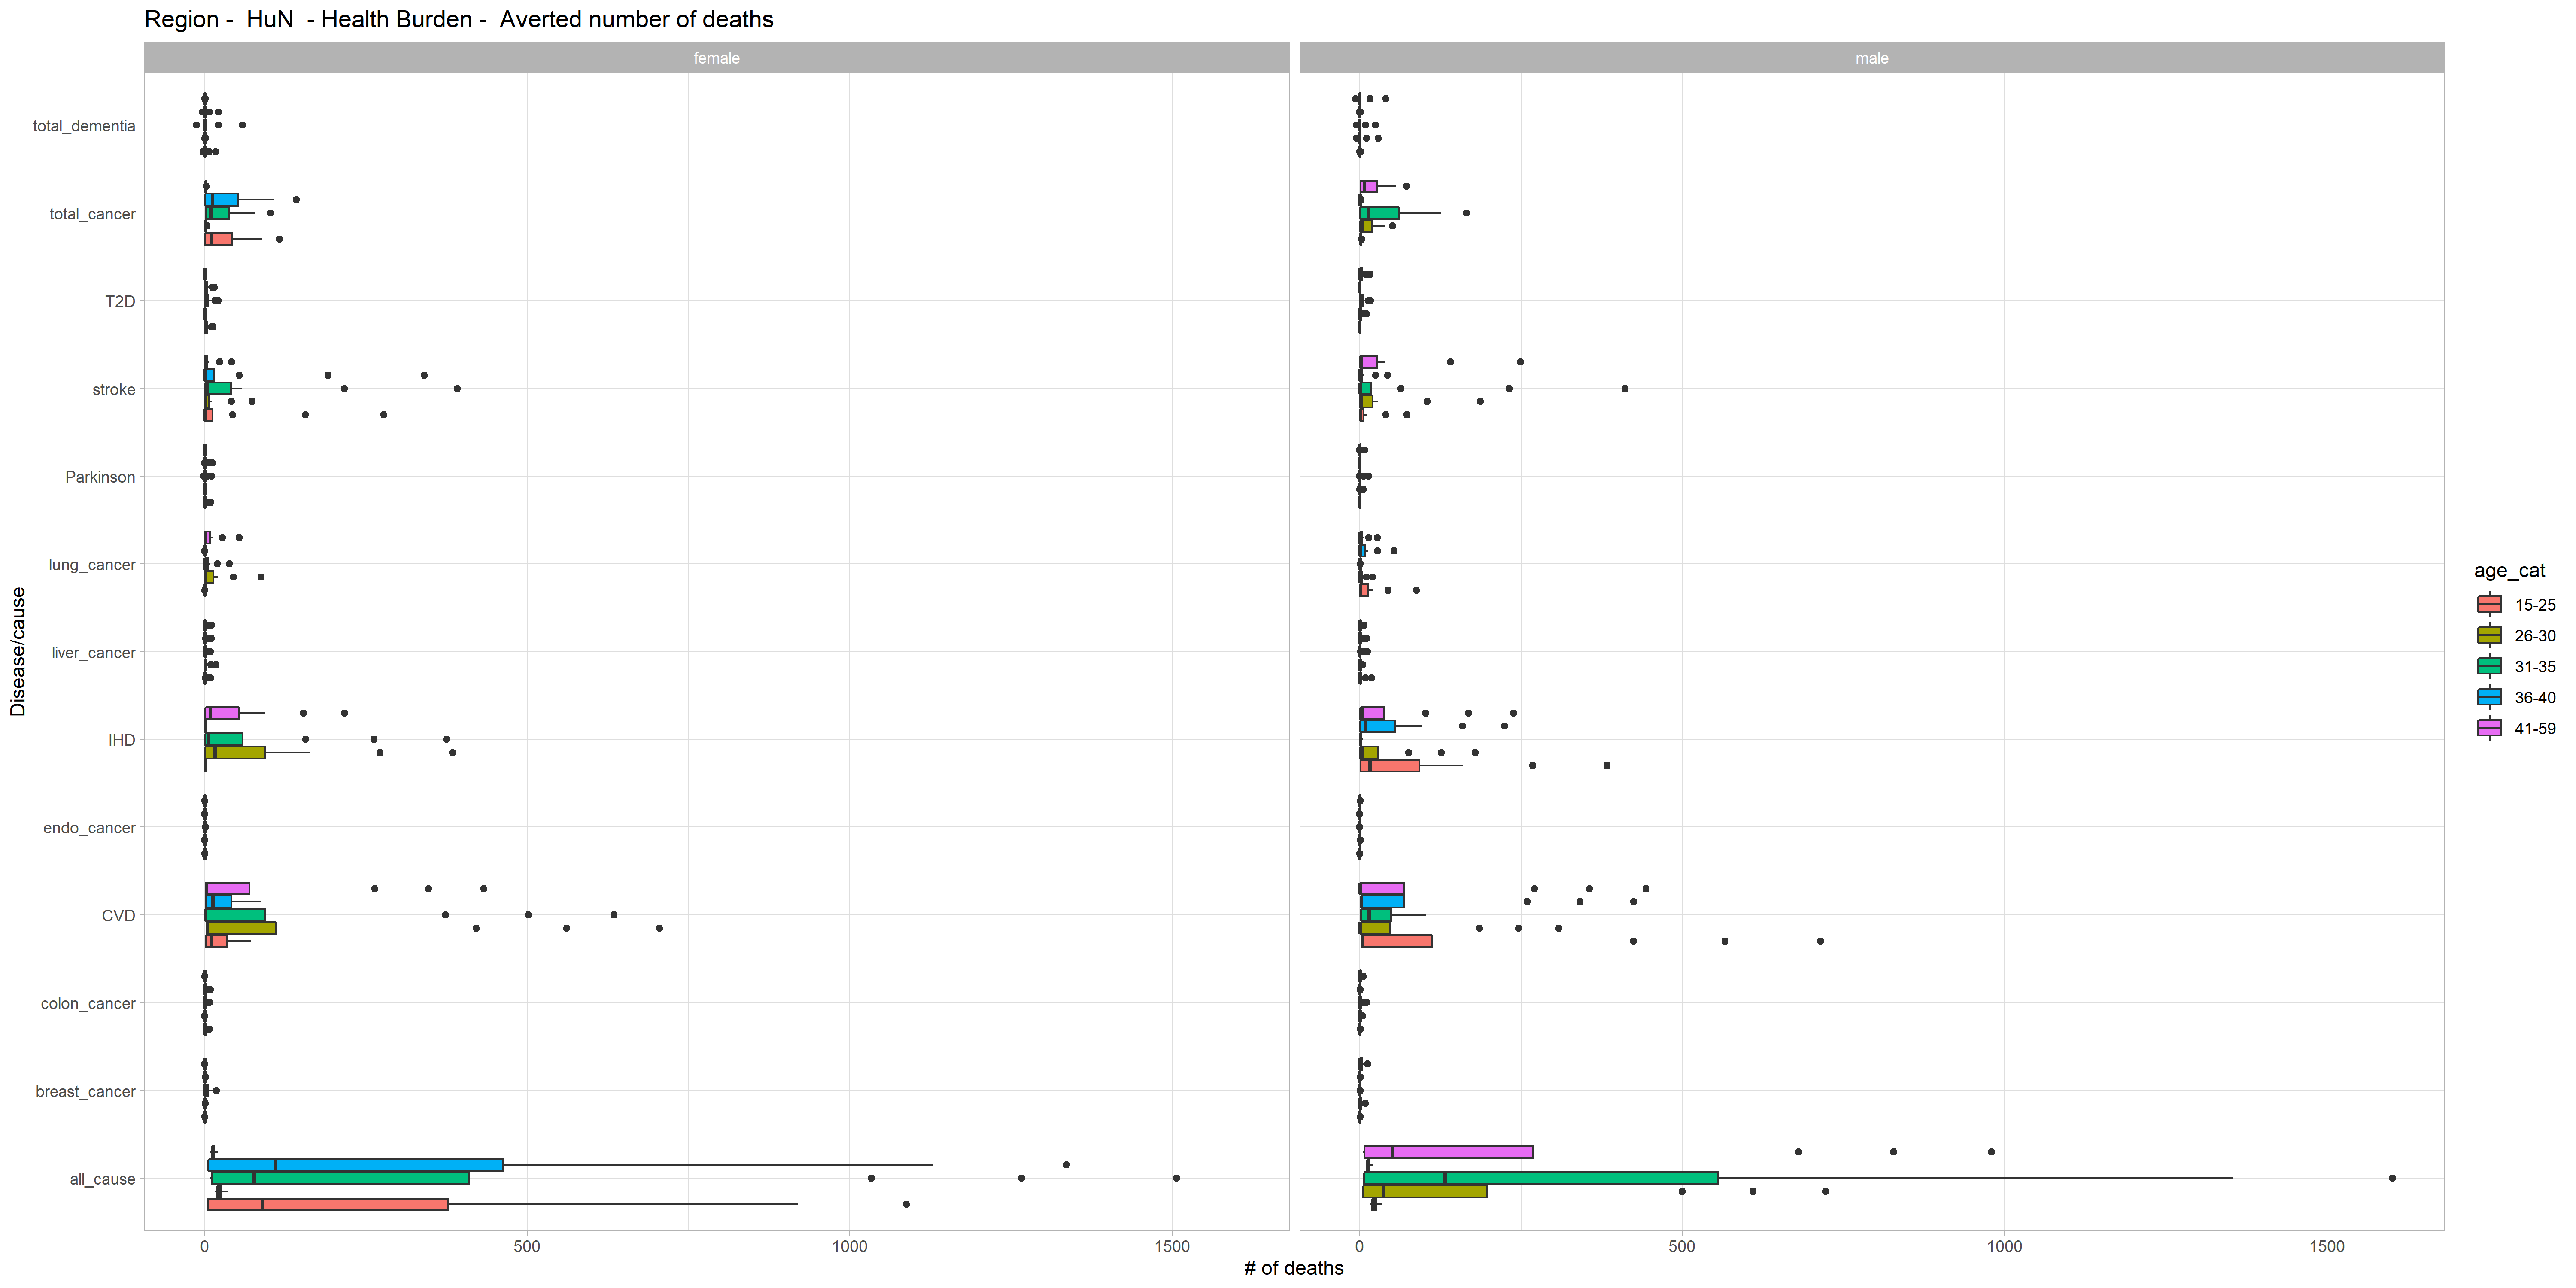 Region -  HuN  - Health Burden -  Averted number of deaths
female
male
Disease/cause
total_dementia
total_cancer
T2D
stroke
Parkinson
lung_cancer
liver_cancer
IHD
endo_cancer
CVD
colon_cancer
breast_cancer
all_cause
0 500 1000 1500
0 500 1000 1500
# of deaths
age_cat
15-25
26-30
31-35
36-40
41-59